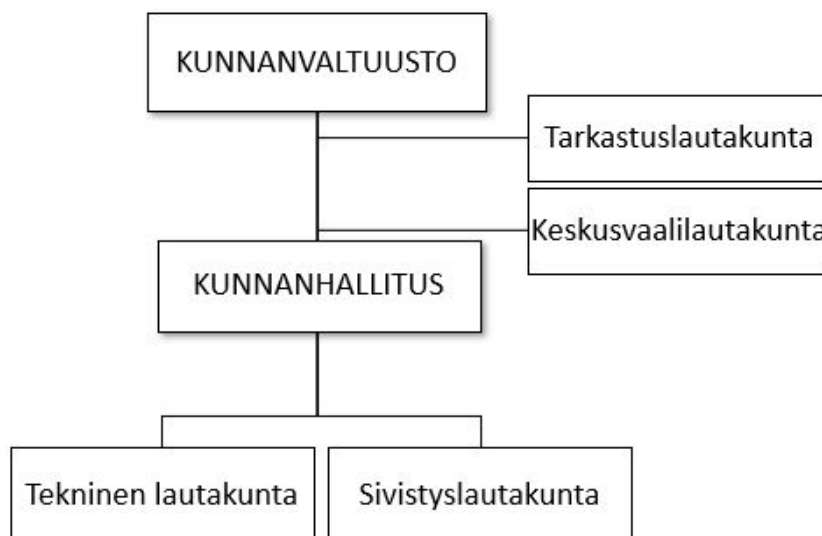 KUNNANVALTUUSTO
Tarkastuslautakunta
Keskusvaalilautakunta
KUNNANHALLITUS
Tekninen lautakunta
Sivistyslautakunta